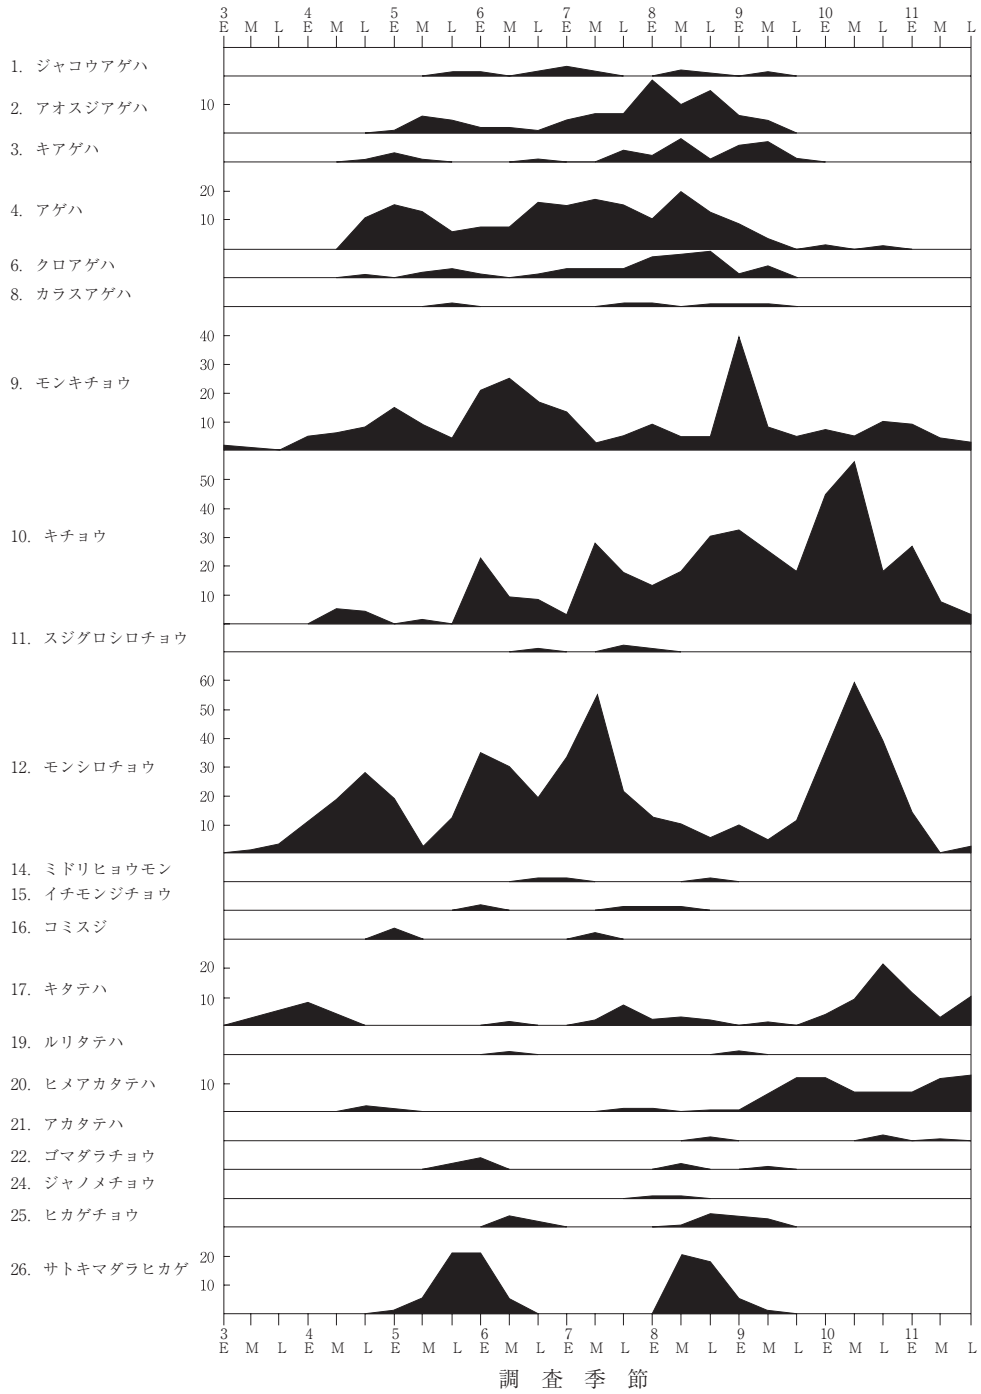 3 4 5 6 7 8 9 10 11
E M L E M L E M L E M L E M L E M L E M L E M L E M L
1. ジャコウアゲハ
2. アオスジアゲハ
10
3. キアゲハ
4. アゲハ
20
10
6. クロアゲハ
8. カラスアゲハ
9. モンキチョウ
40
30
20
10
10. キチョウ
50
40
30
20
10
11. スジグロシロチョウ
12. モンシロチョウ
60
50
40
30
20
10
14. ミドリヒョウモン
15. イチモンジチョウ
16. コミスジ
17. キタテハ
20
10
19. ルリタテハ
20. ヒメアカタテハ
10
21. アカタテハ
22. ゴマダラチョウ
24. ジャノメチョウ
25. ヒカゲチョウ
26. サトキマダラヒカゲ
20
10
3 4 5 6 7 8 9 10 11
E M L E M L E M L E M L E M L E M L E M L E M L E M L
調査季節